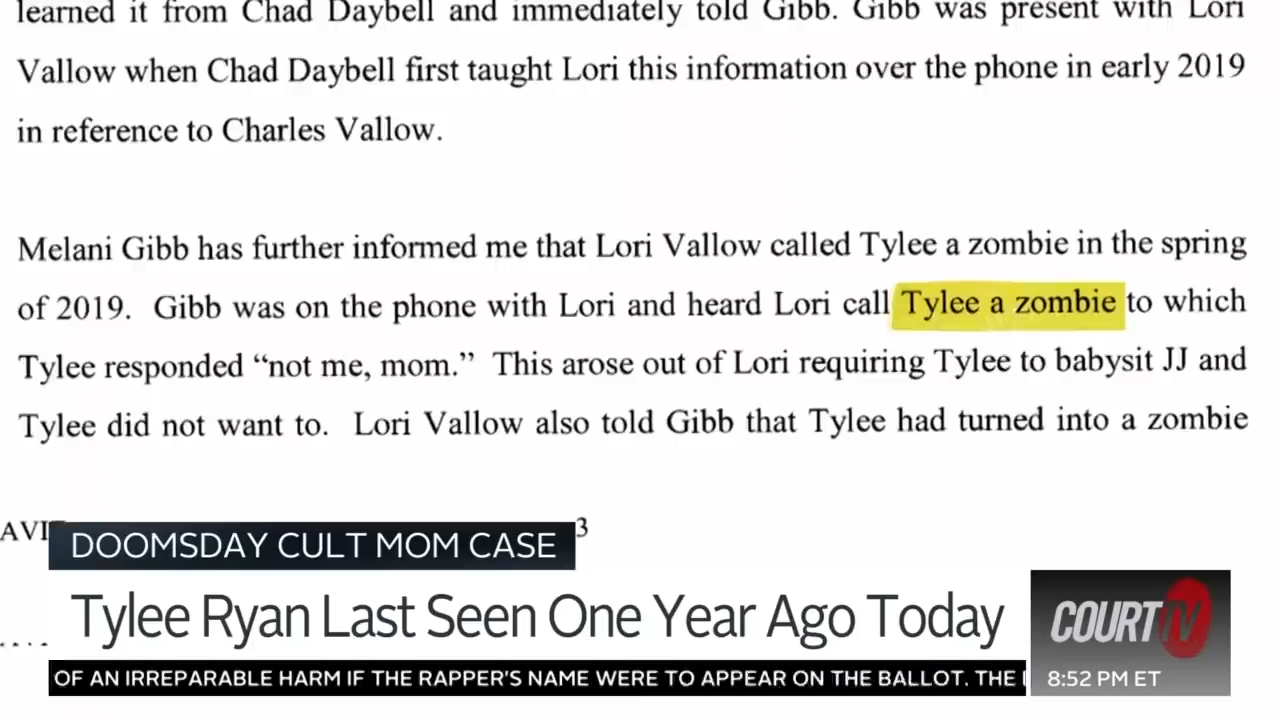 learned it from Chad Daybell and immediately told Gibb. Gibb was present with Lori
Vallow when Chad Daybell first taught Lori this information over the phone in early 2019
in reference to Charles Vallow.
Melani Gibb has further informed me that Lori Vallow called Tylee a zombie in the spring
of 2019. Gibb was on the phone with Lori and heard Lori call Tylee a zombie to which
Tylee responded “not me, mom.” This arose out of Lori requiring Tylee to babysit JJ and
Tylee did not want to. Lori Vallow also told Gibb that Tylee had turned into a zombie
3
DOOMSDAY CULT MOM CASE
Tylee Ryan Last Seen One Year Ago Today
COURT TV
OF AN IRREPARABLE HARM IF THE RAPPER'S NAME WERE TO APPEAR ON THE BALLOT. THE
8:52 PM ET